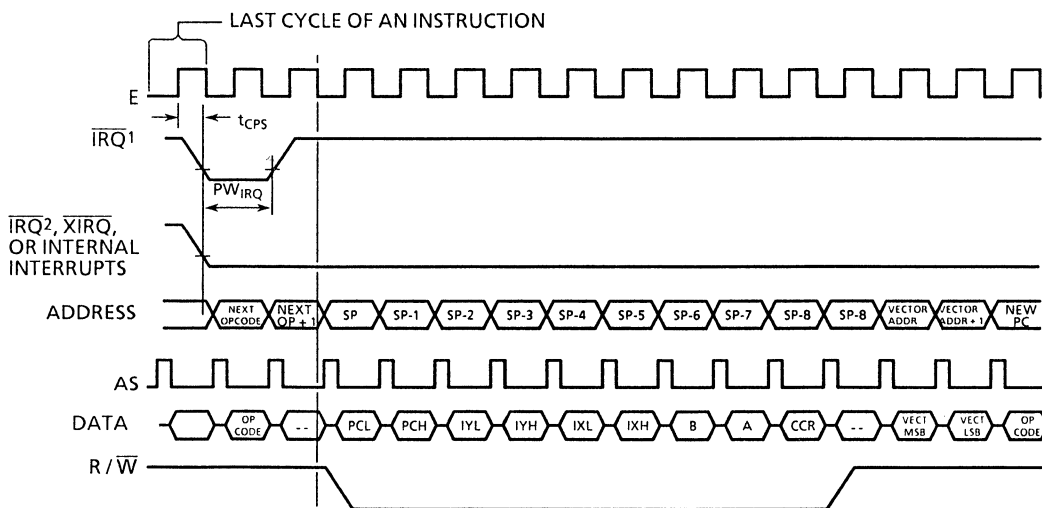 LAST CYCLE OF AN INSTRUCTION
E
tCPS
IRQ1
PWIRQ
IRQ2, XIRQ,
OR INTERNAL
INTERRUPTS
ADDRESS
NEXT OPCODE
NEXT OP + 1
SP
SP-1
SP-2
SP-3
SP-4
SP-5
SP-6
SP-7
SP-8
SP-8
VECTOR ADDR
VECTOR ADDR + 1
NEW PC
AS
DATA
OP CODE
--
PCL
PCH
IYL
IYH
IXL
IXH
B
A
CCR
--
VECT MSB
VECT LSB
OP CODE
R / W